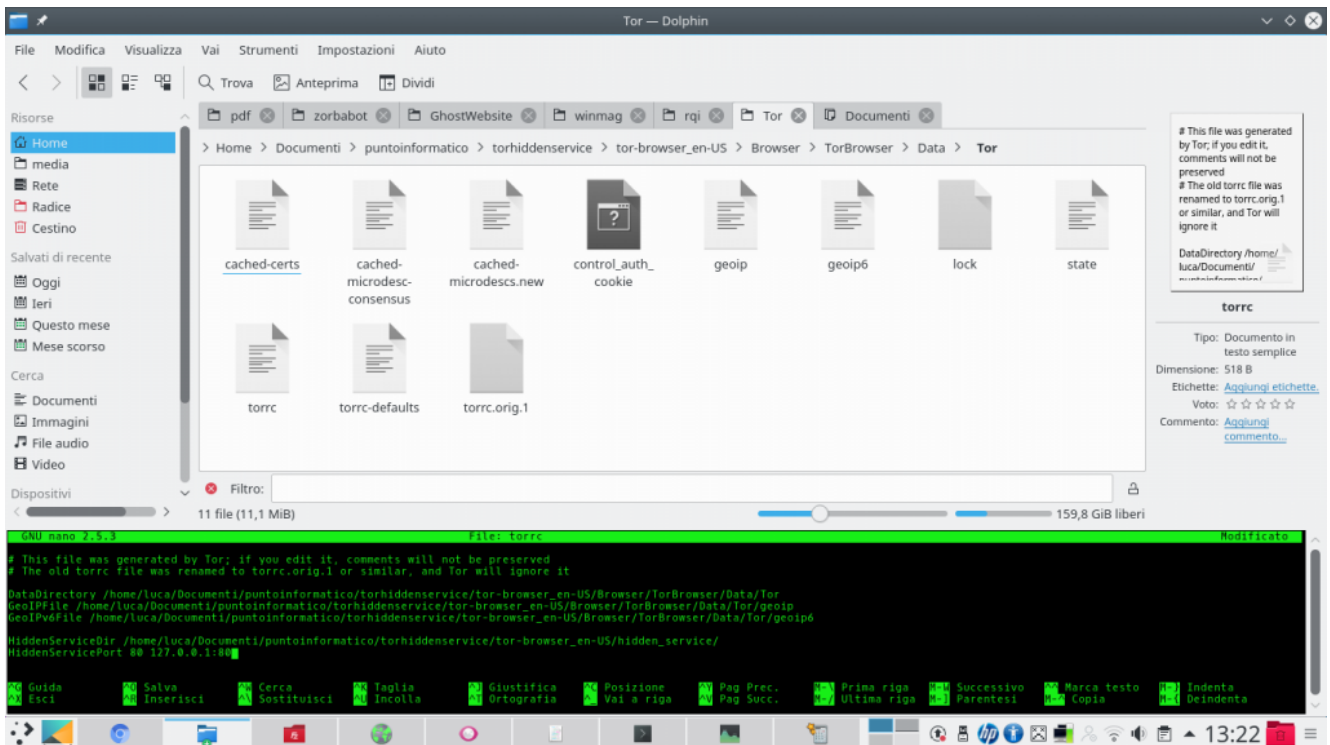 Tor — Dolphin
File Modifica Visualizza Vai Strumenti Impostazioni Aiuto
Trova Anteprima Dividi
Risorse
Home
media
Rete
Radice
Cestino
Salvati di recente
Oggi
Ieri
Questo mese
Mese scorso
Cerca
Documenti
Immagini
File audio
Video
Dispositivi
pdf zorbabot GhostWebsite winmag rqi Tor Documenti
> Home > Documenti > puntoinformatico > torhiddenservice > tor-browser_en-US > Browser > TorBrowser > Data > Tor
cached-certs
cached-
microdesc-
consensus
cached-
microdescs.new
control_auth_
cookie
geoip
geoip6
lock
state
torrc
torrc-defaults
torrc.orig.1
Filtro:
11 file (11,1 MiB)
159,8 GiB liberi
# This file was generated
by Tor; if you edit it,
comments will not be
preserved
# The old torrc file was
renamed to torrc.orig.1
or similar, and Tor will
ignore it
DataDirectory /home/
luca/Documenti/
torrc
Tipo: Documento in
testo semplice
Dimensione: 518 B
Etichette: Aggiungi etichette.
Voto:
Commento: Aggiungi
commento...
GNU nano 2.5.3 File: torrc Modificato
# This file was generated by Tor; if you edit it, comments will not be preserved
# The old torrc file was renamed to torrc.orig.1 or similar, and Tor will ignore it
DataDirectory /home/luca/Documenti/puntoinformatico/torhiddenservice/tor-browser_en-US/Browser/TorBrowser/Data/Tor
GeoIPFile /home/luca/Documenti/puntoinformatico/torhiddenservice/tor-browser_en-US/Browser/TorBrowser/Data/Tor/geoip
GeoIPv6File /home/luca/Documenti/puntoinformatico/torhiddenservice/tor-browser_en-US/Browser/TorBrowser/Data/Tor/geoip6
HiddenServiceDir /home/luca/Documenti/puntoinformatico/torhiddenservice/tor-browser_en-US/hidden_service/
HiddenServicePort 80 127.0.0.1:80
^G Guida ^O Salva ^W Cerca ^K Taglia ^J Giustifica ^C Posizione ^Y Pag Prec. M-\ Prima riga M-W Successivo ^^ Marca testo M-} Indenta
^X Esci ^R Inserisci ^\ Sostituisci ^U Incolla ^T Ortografia ^_ Vai a riga ^V Pag Succ. M-/ Ultima riga M-] Parentesi M-^ Copia M-{ Deindenta
13:22